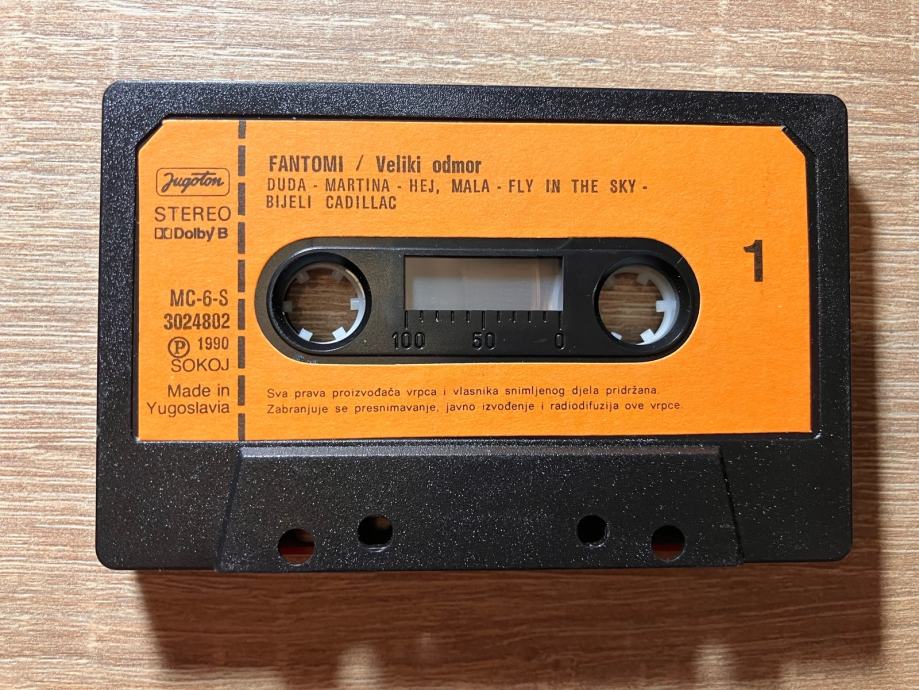 Jugoton
STEREO
Dolby B
MC-6-S
3024802
Ⓟ 1990
SOKOJ
Made in
Yugoslavia
FANTOMI / Veliki odmor
DUDA - MARTINA - HEJ, MALA - FLY IN THE SKY -
BIJELI CADILLAC
1
100 50 0
Sva prava proizvođača vrpca i vlasnika snimljenog djela pridržana.
Zabranjuje se presnimavanje, javno izvođenje i radiodifuzija ove vrpce.